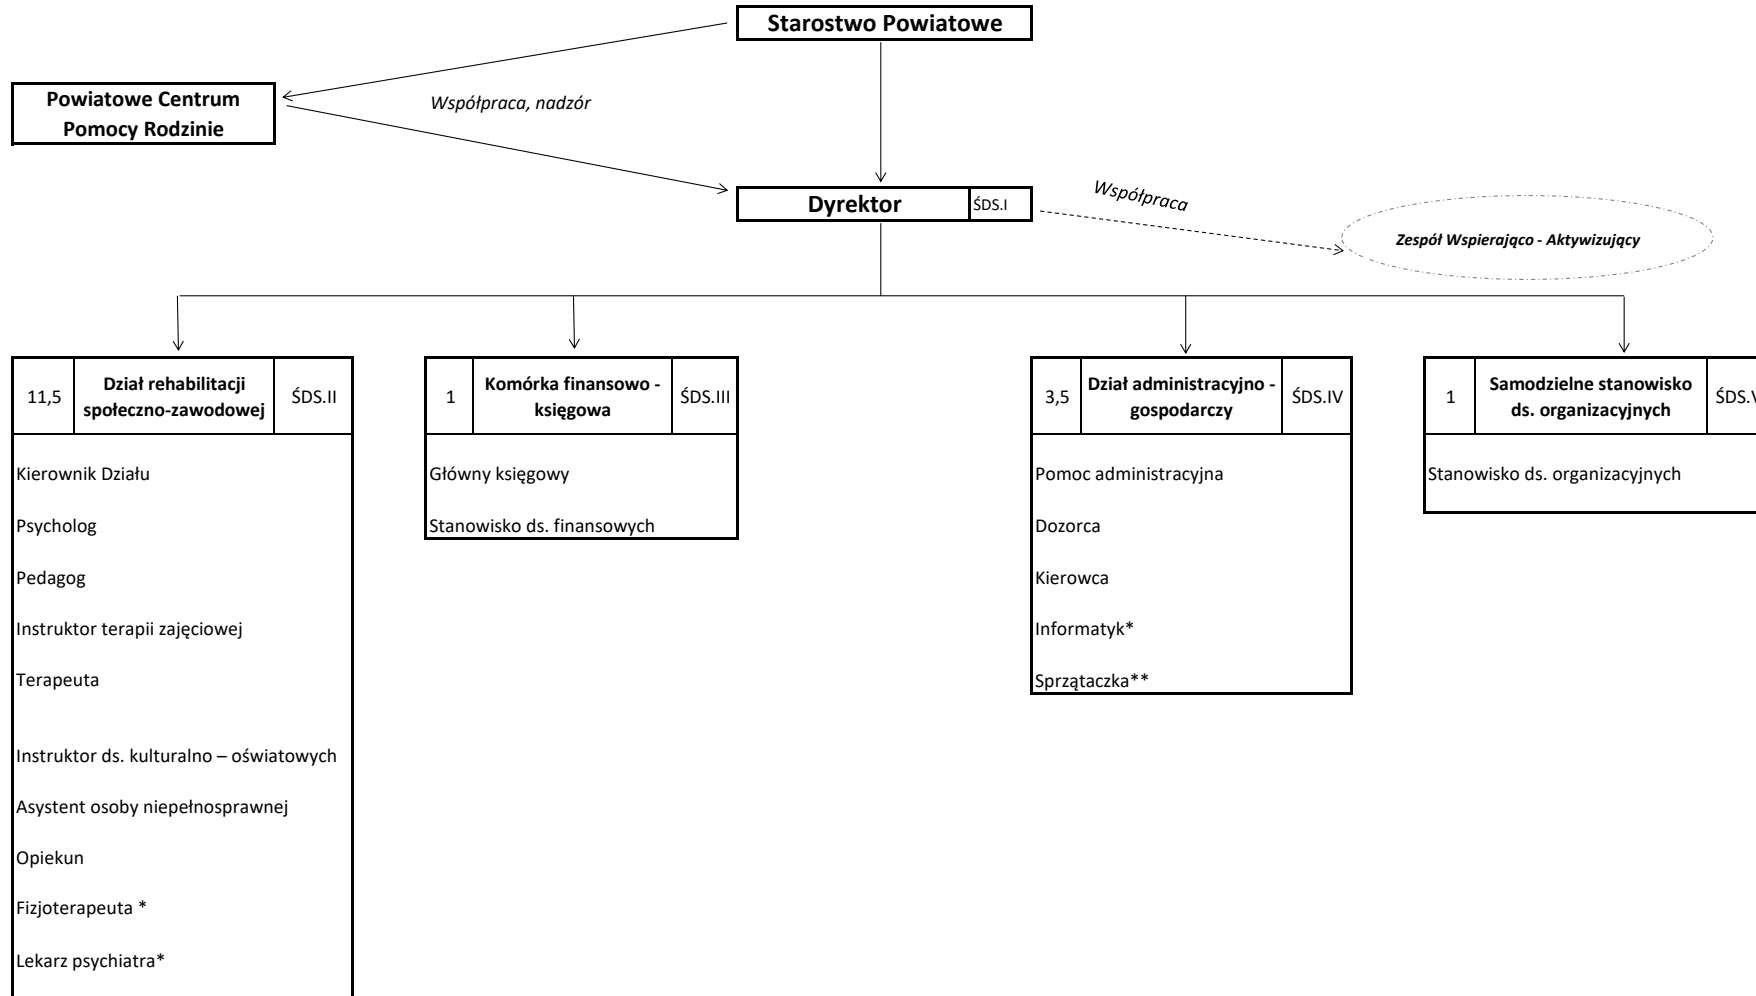 Starostwo Powiatowe
Powiatowe Centrum
Pomocy Rodzinie
Współpraca, nadzór
Dyrektor
ŚDS.I
Współpraca
Zespół Wspierająco - Aktywizujący
11,5
Dział rehabilitacji
społeczno-zawodowej
ŚDS.II
Kierownik Działu
Psycholog
Pedagog
Instruktor terapii zajęciowej
Terapeuta
Instruktor ds. kulturalno – oświatowych
Asystent osoby niepełnosprawnej
Opiekun
Fizjoterapeuta *
Lekarz psychiatra*
1
Komórka finansowo -
księgowa
ŚDS.III
Główny księgowy
Stanowisko ds. finansowych
3,5
Dział administracyjno -
gospodarczy
ŚDS.IV
Pomoc administracyjna
Dozorca
Kierowca
Informatyk*
Sprzątaczka**
1
Samodzielne stanowisko
ds. organizacyjnych
ŚDS.V
Stanowisko ds. organizacyjnych